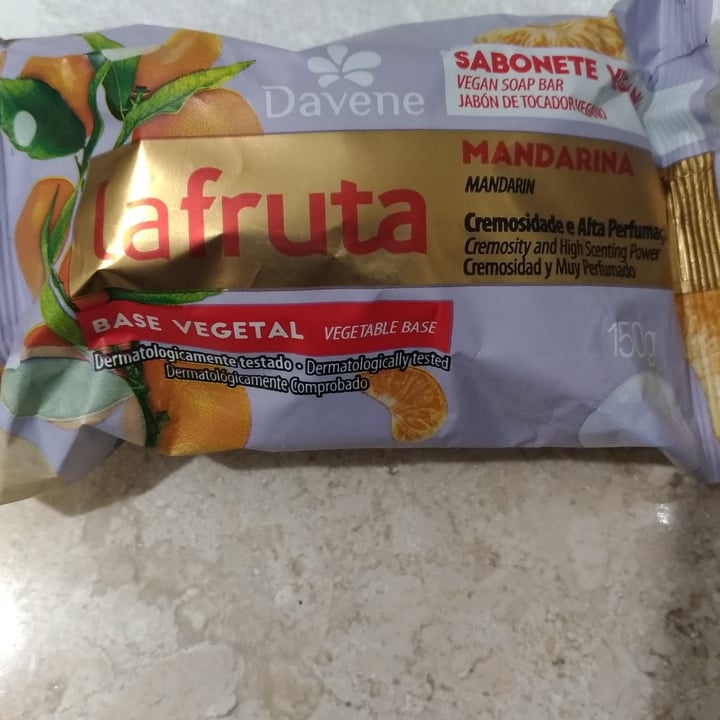 Davene
SABONETE
VEGAN SOAP BAR
JABÓN DE TOCADOR VEGANO
lafruta
MANDARINA
MANDARIN
Cremosidade e Alta Perfumaç
Cremosity and High Scenting Power
Cremosidad y Muy Perfumado
BASE VEGETAL VEGETABLE BASE
Dermatologicamente testado • Dermatologically tested
Dermatológicamente Comprobado
150g